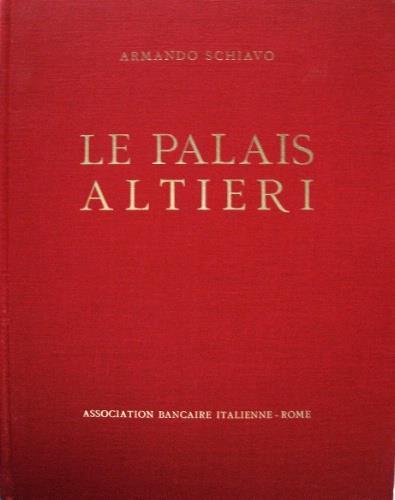 ARMANDO SCHIAVO
LE PALAIS
ALTIERI
ASSOCIATION BANCAIRE ITALIENNE-ROME